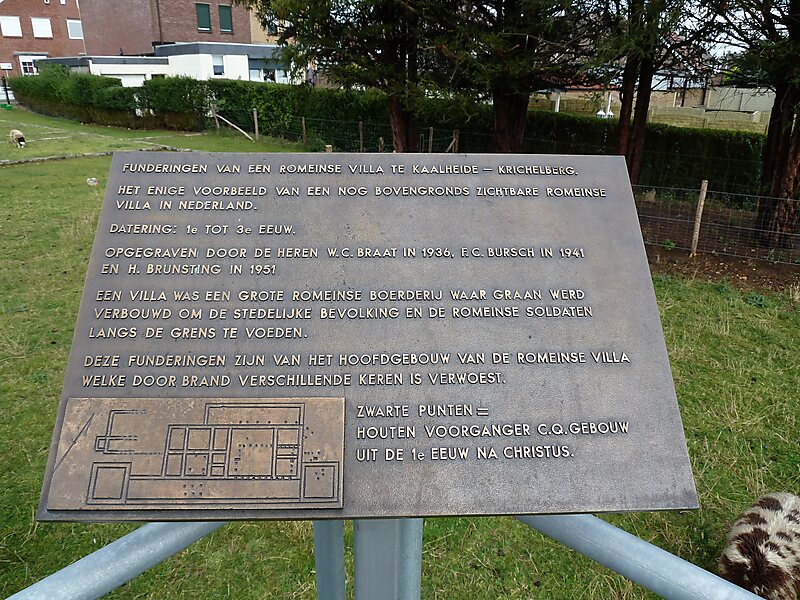 FUNDERINGEN VAN EEN ROMEINSE VILLA TE KAALHEIDE – KRICHELBERG.
HET ENIGE VOORBEELD VAN EEN NOG BOVENGRONDS ZICHTBARE ROMEINSE
VILLA IN NEDERLAND.
DATERING: 1e TOT 3e EEUW.
OPGEGRAVEN DOOR DE HEREN W.C. BRAAT IN 1936, F.C. BURSCH IN 1941
EN H. BRUNSTING IN 1951
EEN VILLA WAS EEN GROTE ROMEINSE BOERDERIJ WAAR GRAAN WERD
VERBOUWD OM DE STEDELIJKE BEVOLKING EN DE ROMEINSE SOLDATEN
LANGS DE GRENS TE VOEDEN.
DEZE FUNDERINGEN ZIJN VAN HET HOOFDGEBOUW VAN DE ROMEINSE VILLA
WELKE DOOR BRAND VERSCHILLENDE KEREN IS VERWOEST.
ZWARTE PUNTEN =
HOUTEN VOORGANGER C.Q. GEBOUW
UIT DE 1e EEUW NA CHRISTUS.